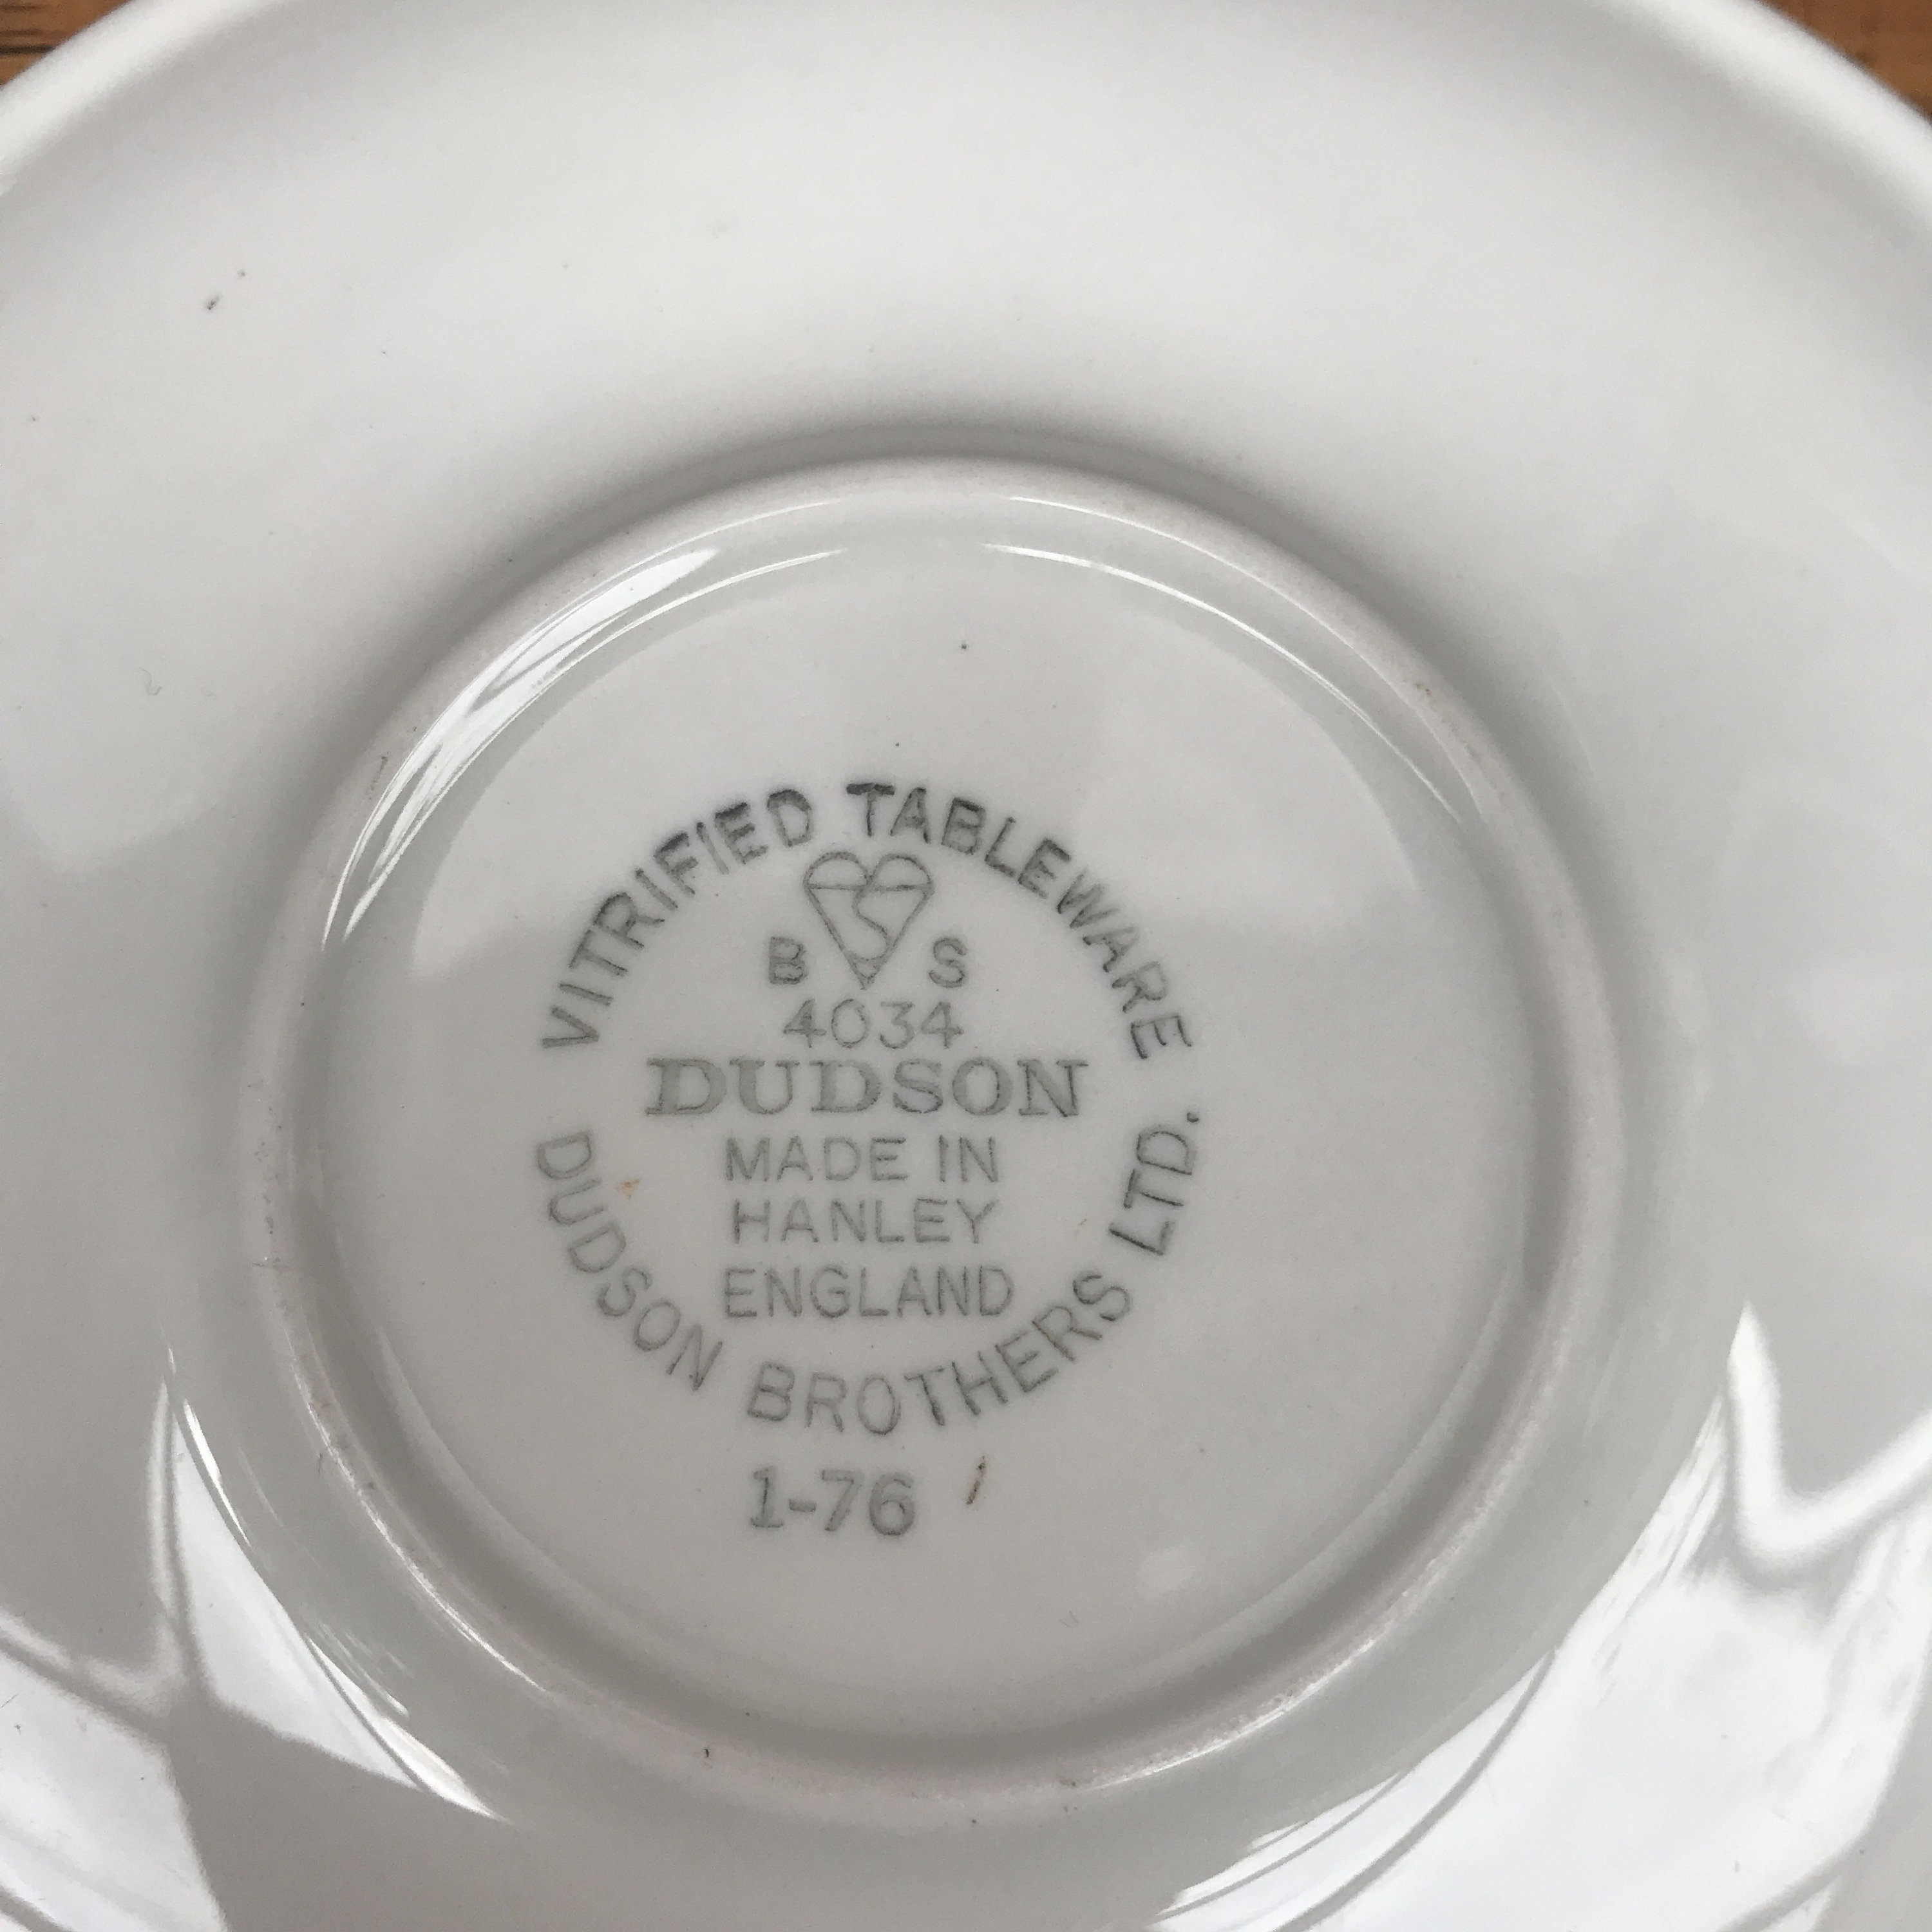 VITRIFIED TABLEWARE
B S
4034
DUDSON
MADE IN
HANLEY
ENGLAND
DUDSON BROTHERS LTD.
1-76